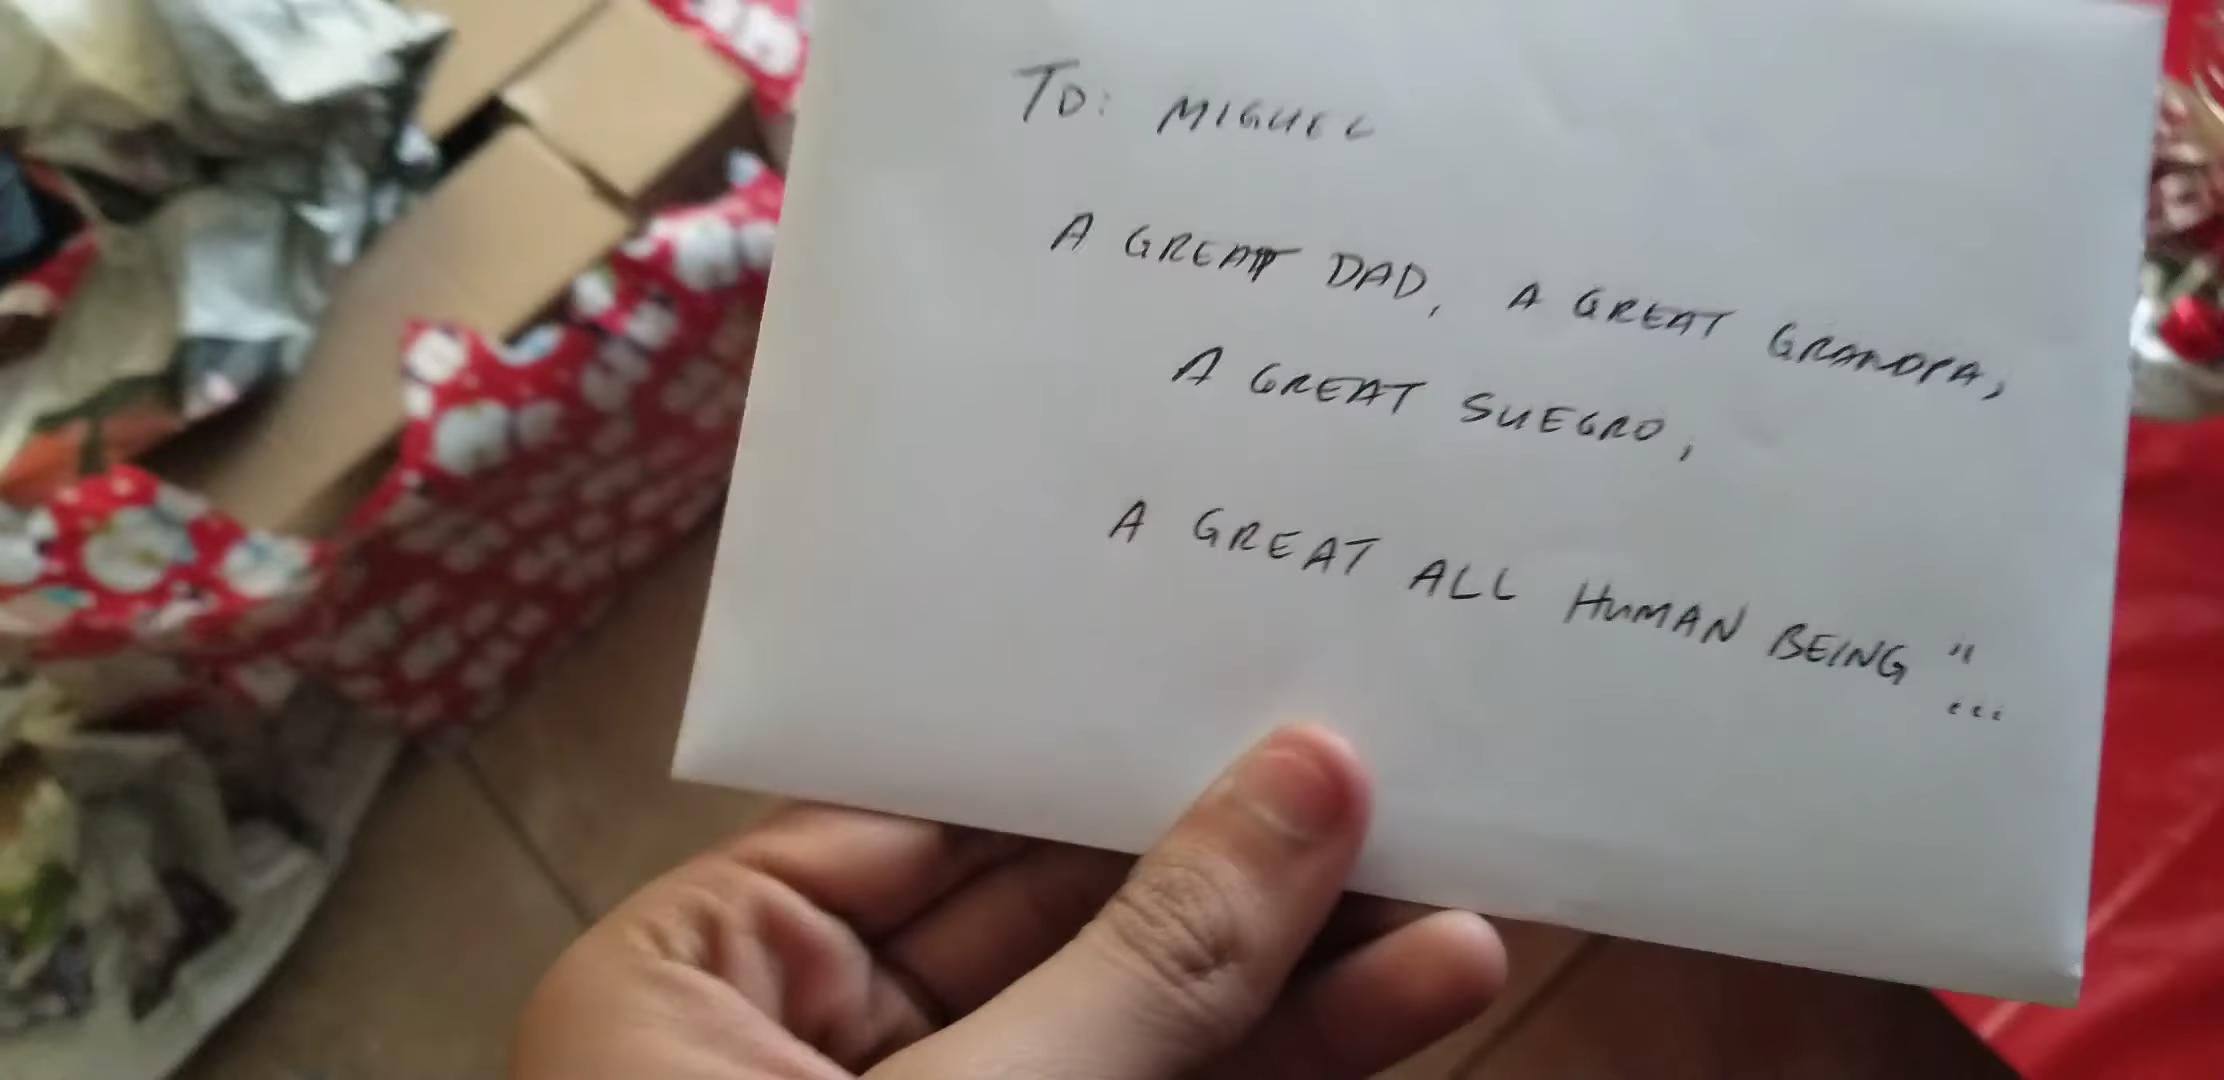 TO: MIGUEL
A GREAT DAD, A GREAT GRANDPA,
A GREAT SUEGRO,
A GREAT ALL HUMAN BEING "
...